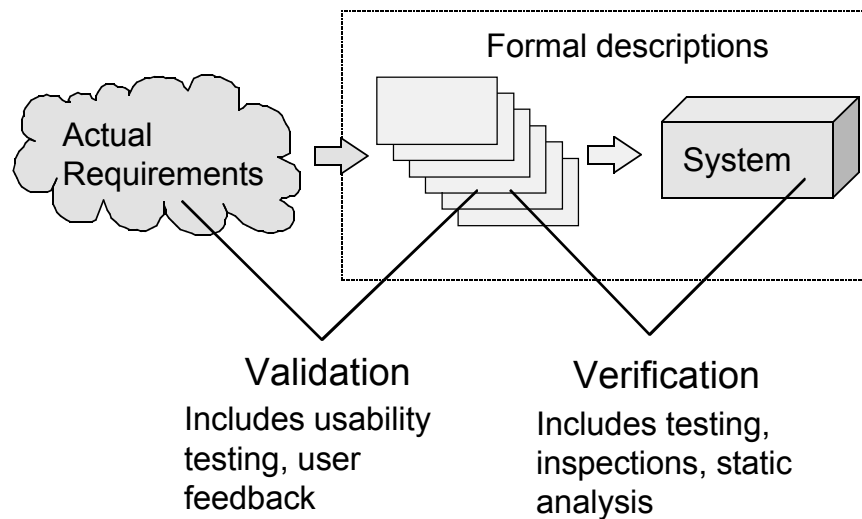 Formal descriptions
Actual
Requirements
System
Validation
Includes usability
testing, user
feedback
Verification
Includes testing,
inspections, static
analysis